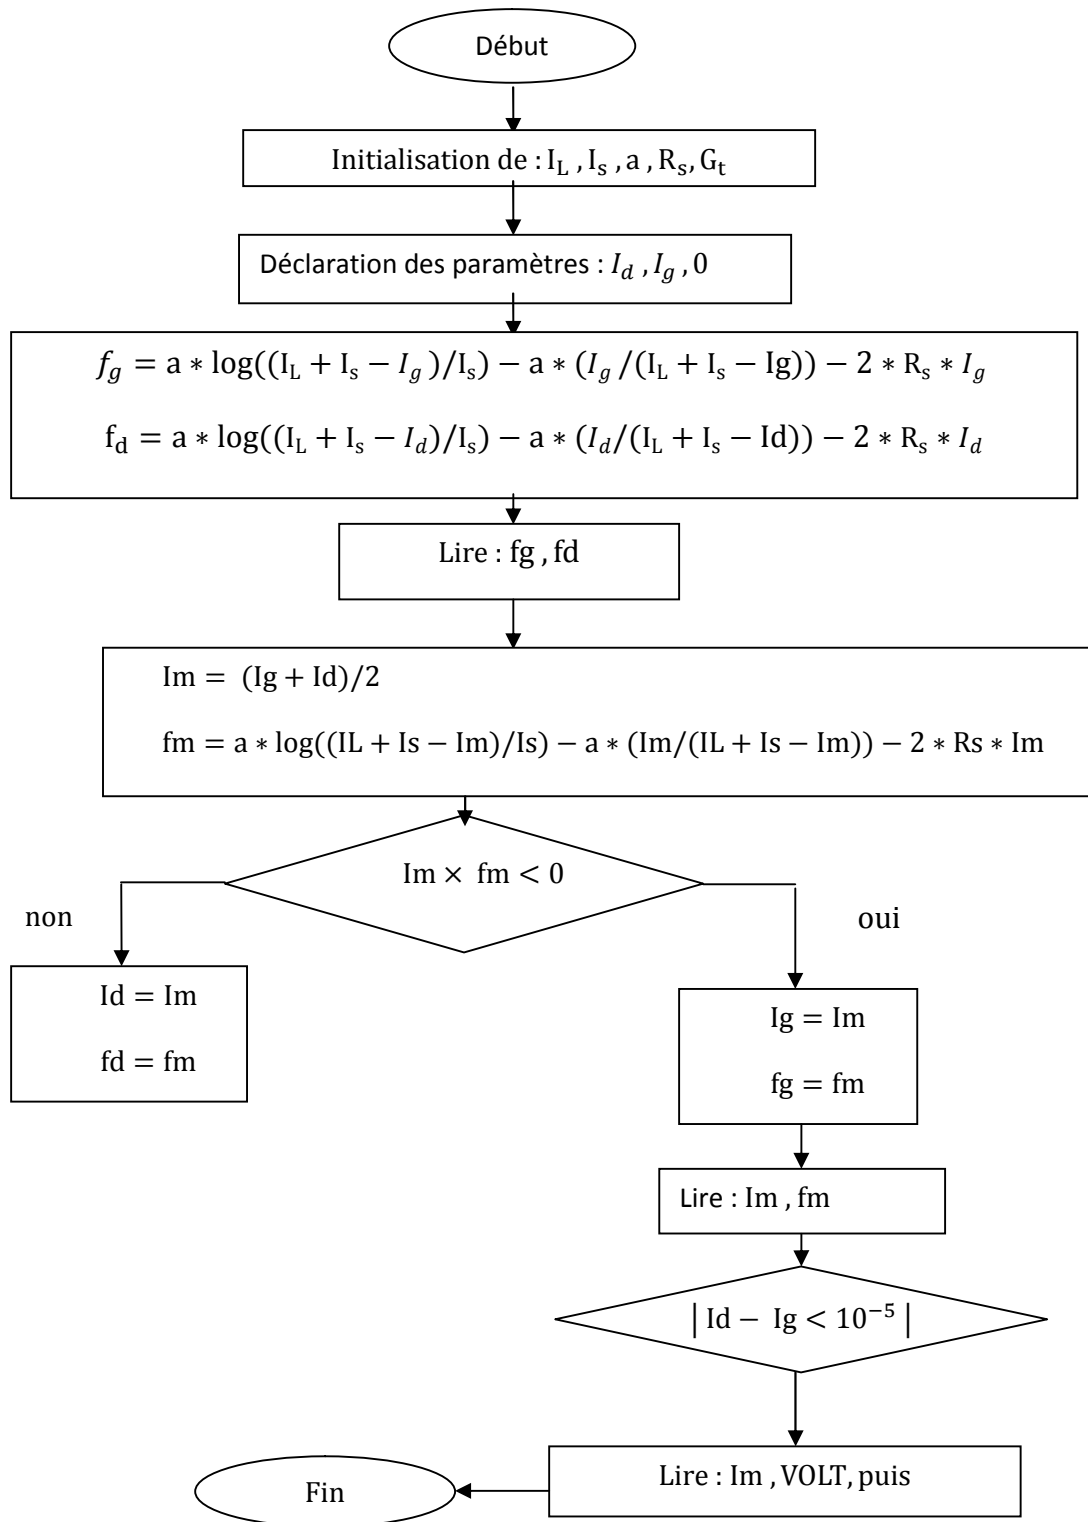 Début
Initialisation de : I_L , I_s , a , R_s, G_t
Déclaration des paramètres : I_d , I_g , 0
f_g = a ∗ log((I_L + I_s − I_g )/I_s) − a ∗ (I_g /(I_L + I_s − Ig)) − 2 ∗ R_s ∗ I_g
f_d = a ∗ log((I_L + I_s − I_d)/I_s) − a ∗ (I_d/(I_L + I_s − Id)) − 2 ∗ R_s ∗ I_d
Lire : fg , fd
Im = (Ig + Id)/2
fm = a ∗ log((IL + Is − Im)/Is) − a ∗ (Im/(IL + Is − Im)) − 2 ∗ Rs ∗ Im
Im × fm < 0
non
oui
Id = Im
fd = fm
Ig = Im
fg = fm
Lire : Im , fm
| Id − Ig < 10⁻⁵ |
Lire : Im , VOLT, puis
Fin